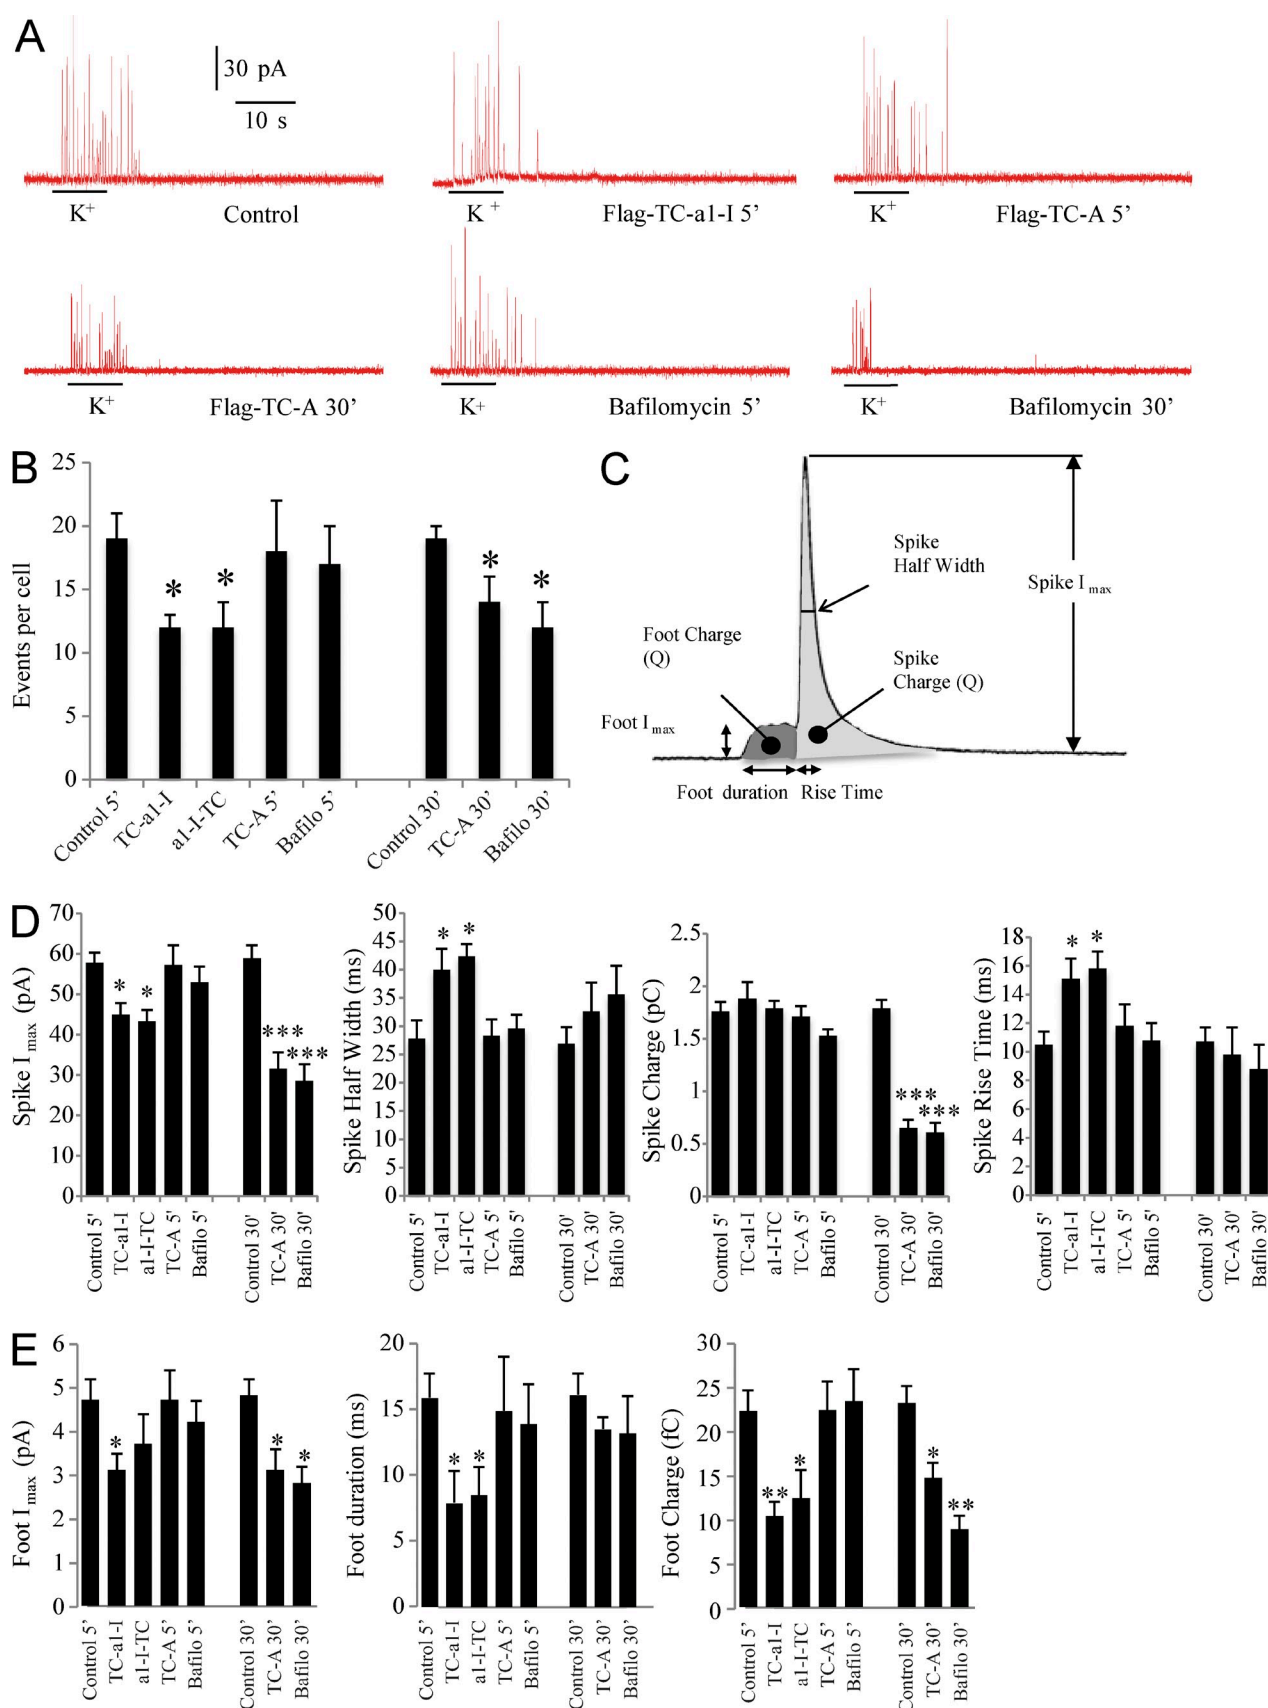 A
30 pA
10 s
K+
Control
K +
Flag-TC-a1-I 5’
K+
Flag-TC-A 5’
K+
Flag-TC-A 30’
K+
Bafilomycin 5’
K+
Bafilomycin 30’
B
Events per cell
25
20
15
10
5
0
*
*
*
*
Control 5’
TC-a1-I
a1-I-TC
TC-A 5’
Bafilo 5’
Control 30’
TC-A 30’
Bafilo 30’
C
Spike
Half Width
Spike I max
Foot Charge
(Q)
Spike
Charge (Q)
Foot I max
Foot duration
Rise Time
D
Spike I max (pA)
70
60
50
40
30
20
10
0
*
*
***
***
Control 5'
TC-a1-I
a1-I-TC
TC-A 5'
Bafilo 5'
Control 30'
TC-A 30'
Bafilo 30'
Spike Half Width (ms)
50
45
40
35
30
25
20
15
10
5
0
*
*
Control 5'
TC-a1-I
a1-I-TC
TC-A 5'
Bafilo 5'
Control 30'
TC-A 30'
Bafilo 30'
Spike Charge (pC)
2.5
2
1.5
1
0.5
0
***
***
Control 5'
TC-a1-I
a1-I-TC
TC-A 5'
Bafilo 5'
Control 30'
TC-A 30'
Bafilo 30'
Spike Rise Time (ms)
18
16
14
12
10
8
6
4
2
0
*
*
Control 5'
TC-a1-I
a1-I-TC
TC-A 5'
Bafilo 5'
Control 30'
TC-A 30'
Bafilo 30'
E
Foot I max (pA)
6
5
4
3
2
1
0
*
*
*
Control 5’
TC-a1-I
a1-I-TC
TC-A 5’
Bafilo 5’
Control 30’
TC-A 30’
Bafilo 30’
Foot duration (ms)
20
15
10
5
0
*
*
Control 5’
TC-a1-I
a1-I-TC
TC-A 5’
Bafilo 5’
Control 30’
TC-A 30’
Bafilo 30’
Foot Charge (fC)
30
25
20
15
10
5
0
**
*
*
**
Control 5’
TC-a1-I
a1-I-TC
TC-A 5’
Bafilo 5’
Control 30’
TC-A 30’
Bafilo 30’